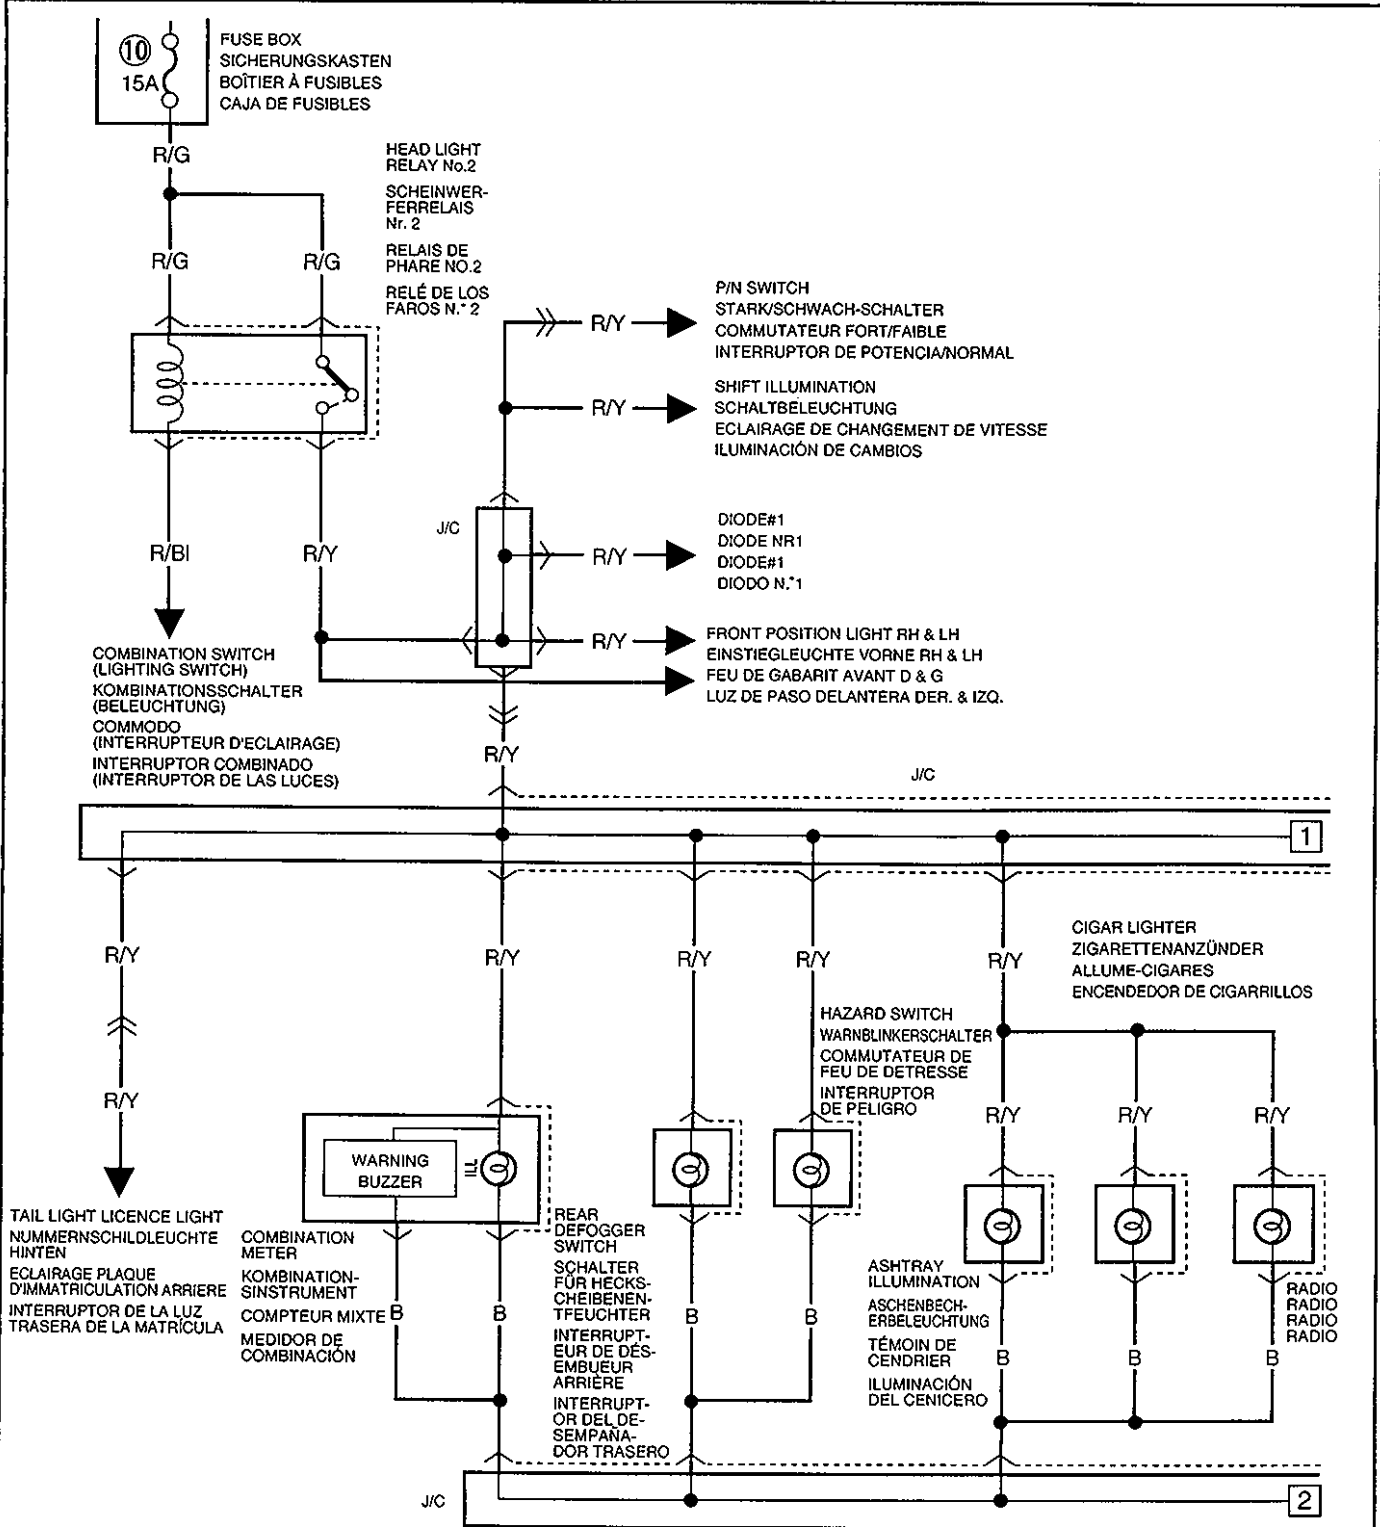 10
15A
FUSE BOX
SICHERUNGSKASTEN
BOÎTIER À FUSIBLES
CAJA DE FUSIBLES
R/G
HEAD LIGHT
RELAY No.2
SCHEINWER-
FERRELAIS
Nr. 2
RELAIS DE
PHARE NO.2
RELÉ DE LOS
FAROS N.° 2
R/G
R/G
R/Y
P/N SWITCH
STARK/SCHWACH-SCHALTER
COMMUTATEUR FORT/FAIBLE
INTERRUPTOR DE POTENCIA/NORMAL
R/Y
SHIFT ILLUMINATION
SCHALTBELEUCHTUNG
ECLAIRAGE DE CHANGEMENT DE VITESSE
ILUMINACIÓN DE CAMBIOS
J/C
R/BI
R/Y
R/Y
DIODE#1
DIODE NR1
DIODE#1
DIODO N.°1
R/Y
FRONT POSITION LIGHT RH & LH
EINSTIEGLEUCHTE VORNE RH & LH
FEU DE GABARIT AVANT D & G
LUZ DE PASO DELANTERA DER. & IZQ.
COMBINATION SWITCH
(LIGHTING SWITCH)
KOMBINATIONSSCHALTER
(BELEUCHTUNG)
COMMODO
(INTERRUPTEUR D'ECLAIRAGE)
INTERRUPTOR COMBINADO
(INTERRUPTOR DE LAS LUCES)
R/Y
J/C
1
R/Y
R/Y
R/Y
R/Y
R/Y
CIGAR LIGHTER
ZIGARETTENANZÜNDER
ALLUME-CIGARES
ENCENDEDOR DE CIGARRILLOS
HAZARD SWITCH
WARNBLINKERSCHALTER
COMMUTATEUR DE
FEU DE DETRESSE
INTERRUPTOR
DE PELIGRO
R/Y
R/Y
R/Y
R/Y
WARNING
BUZZER
ILL
TAIL LIGHT LICENCE LIGHT
NUMMERNSCHILDLEUCHTE
HINTEN
ECLAIRAGE PLAQUE
D'IMMATRICULATION ARRIERE
INTERRUPTOR DE LA LUZ
TRASERA DE LA MATRÍCULA
COMBINATION
METER
KOMBINATION-
SINSTRUMENT
COMPTEUR MIXTE
MEDIDOR DE
COMBINACIÓN
B
B
REAR
DEFOGGER
SWITCH
SCHALTER
FÜR HECKS-
CHEIBENEN-
TFEUCHTER
INTERRUPT-
EUR DE DÉS-
EMBUEUR
ARRIÈRE
INTERRUPT-
OR DEL DE-
SEMPAÑA-
DOR TRASERO
B
B
ASHTRAY
ILLUMINATION
ASCHENBECH-
ERBELEUCHTUNG
TÉMOIN DE
CENDRIER
ILUMINACIÓN
DEL CENICERO
B
B
B
RADIO
RADIO
RADIO
RADIO
J/C
2